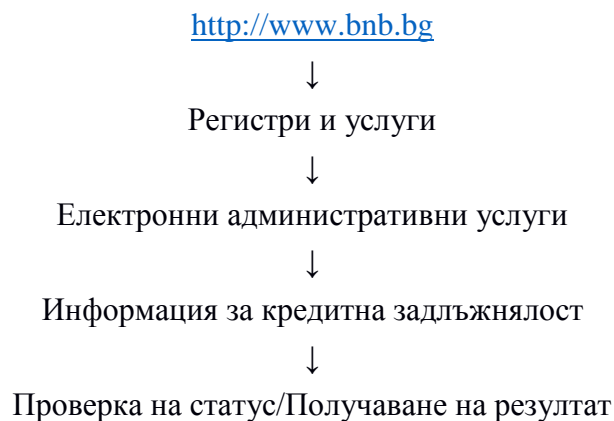 http://www.bnb.bg
↓
Регистри и услуги
↓
Електронни административни услуги
↓
Информация за кредитна задлъжнялост
↓
Проверка на статус/Получаване на резултат